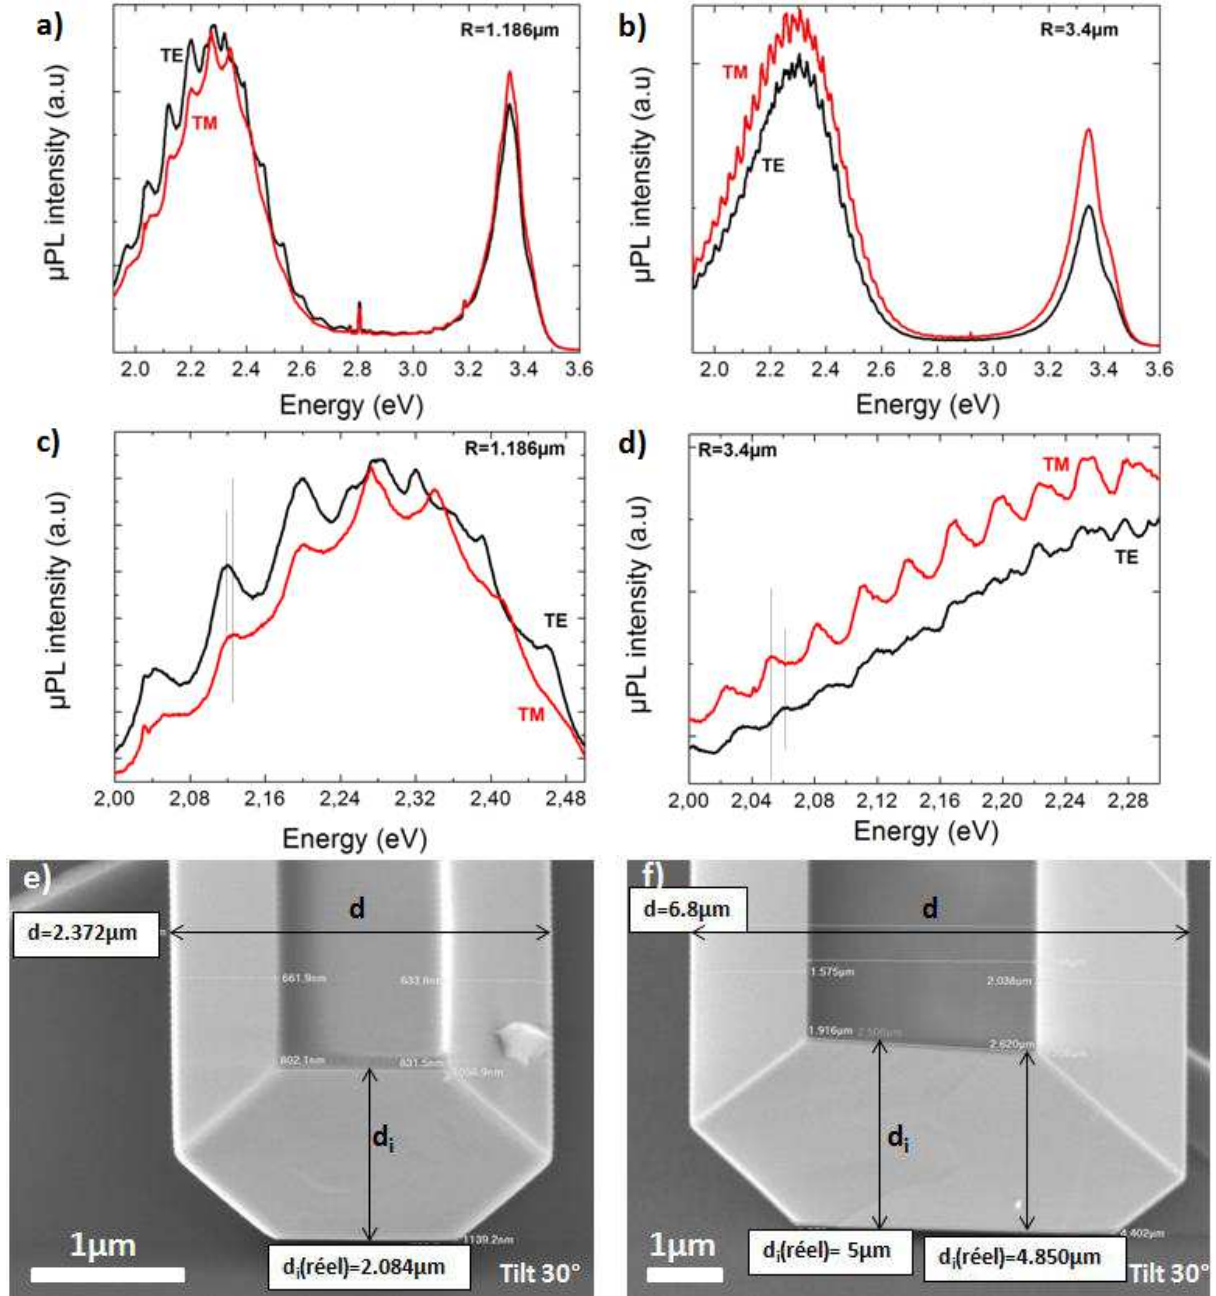 a)
R=1.186µm
TE
TM
µPL intensity (a.u)
2.0 2.2 2.4 2.6 2.8 3.0 3.2 3.4 3.6
Energy (eV)
b)
R=3.4µm
TM
TE
µPL intensity (a.u)
2.0 2.2 2.4 2.6 2.8 3.0 3.2 3.4 3.6
Energy (eV)
c)
R=1.186µm
TE
TM
µPL intensity (a.u)
2,00 2,08 2,16 2,24 2,32 2,40 2,48
Energy (eV)
d)
R=3.4µm
TM
TE
µPL intensity (a.u)
2,00 2,04 2,08 2,12 2,16 2,20 2,24 2,28
Energy (eV)
e)
d=2.372µm
d
661.9nm
802.1nm
831.5nm
di
1139.2nm
1µm
di(réel)=2.084µm
Tilt 30°
f)
d=6.8µm
d
1.575µm
2.038µm
1.916µm
2.620µm
di
4.402µm
1µm
di(réel)= 5µm
di(réel)=4.850µm
Tilt 30°